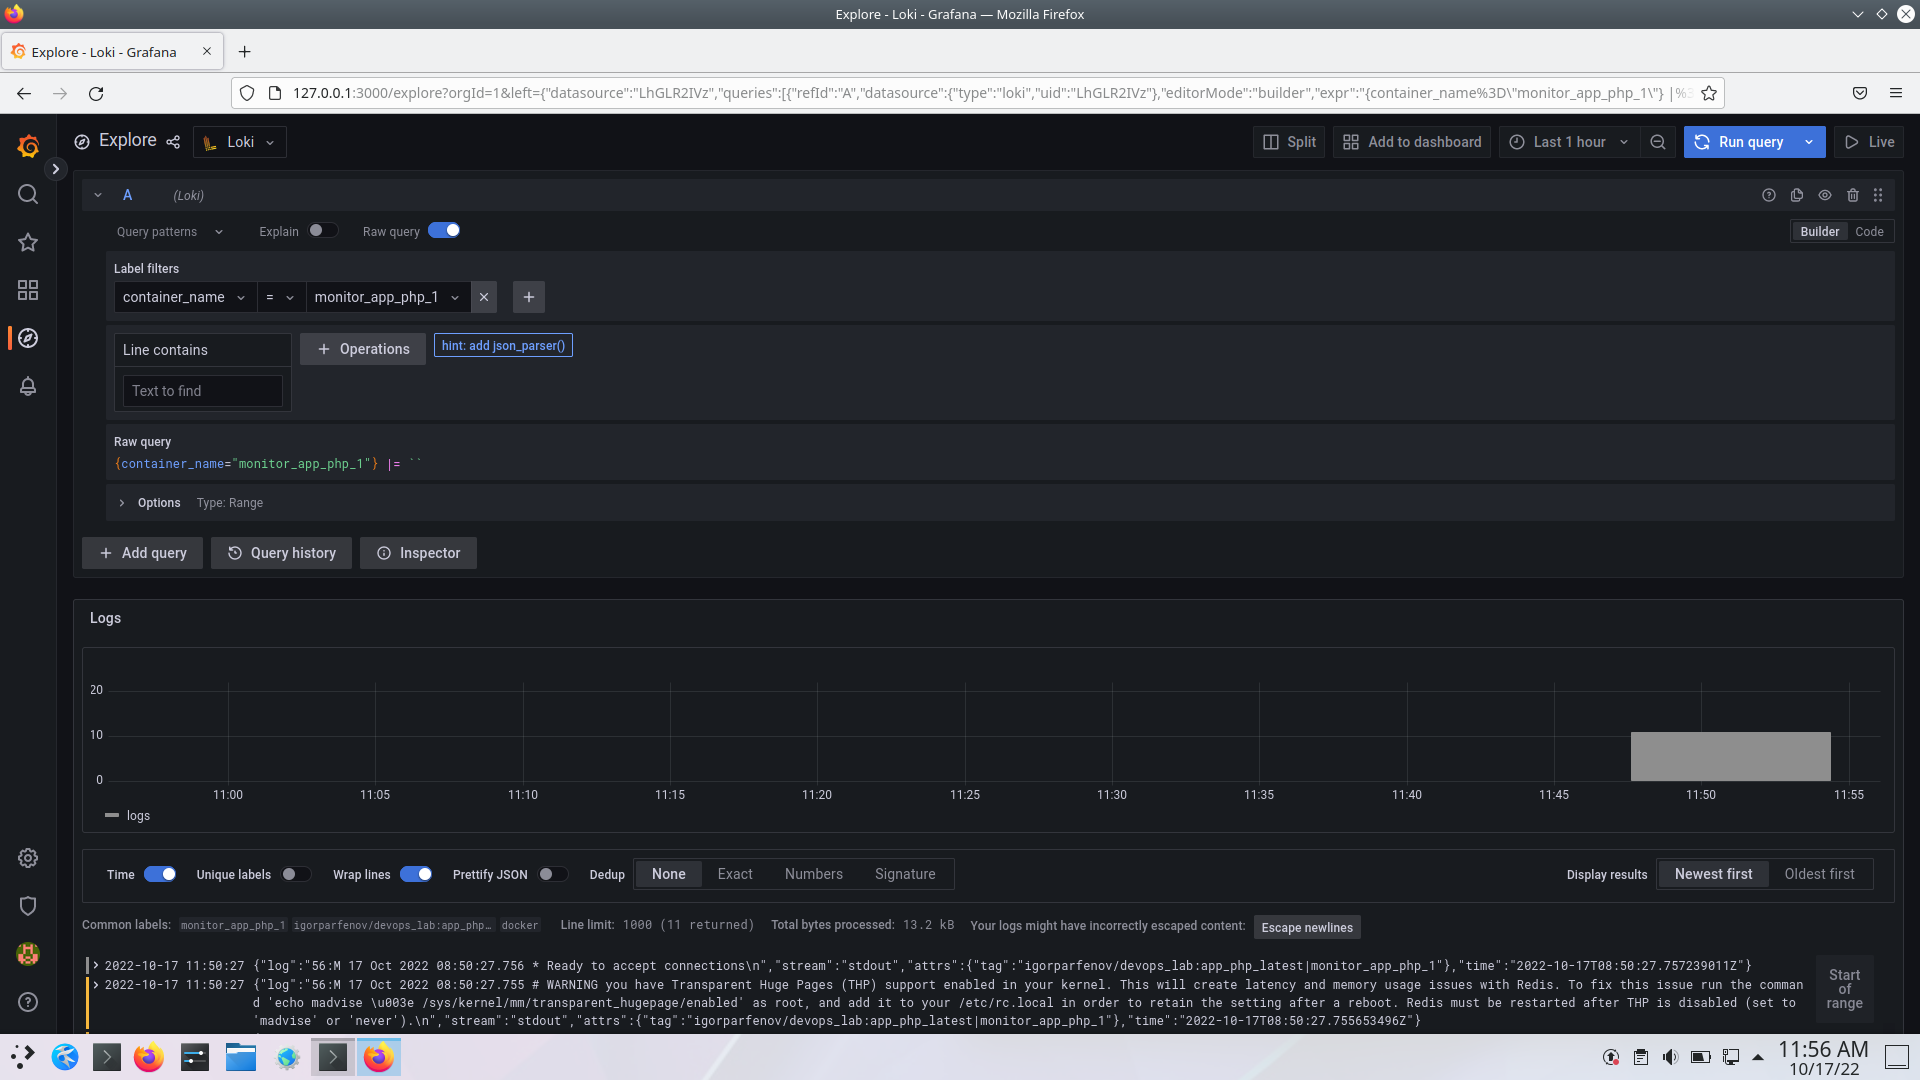 Explore - Loki - Grafana — Mozilla Firefox
Explore - Loki - Grafana
127.0.0.1:3000/explore?orgId=1&left={"datasource":"LhGLR2IVz","queries":[{"refId":"A","datasource":{"type":"loki","uid":"LhGLR2IVz"},"editorMode":"builder","expr":"{container_name%3D\"monitor_app_php_1\"} |%3
Explore Loki Split Add to dashboard Last 1 hour Run query Live
A (Loki)
Query patterns Explain Raw query Builder Code
Label filters
container_name = monitor_app_php_1
Line contains Operations hint: add json_parser()
Text to find
Raw query
{container_name="monitor_app_php_1"} |= ``
Options Type: Range
Add query Query history Inspector
Logs
20
10
0
11:00 11:05 11:10 11:15 11:20 11:25 11:30 11:35 11:40 11:45 11:50 11:55
logs
Time Unique labels Wrap lines Prettify JSON Dedup None Exact Numbers Signature Display results Newest first Oldest first
Common labels: monitor_app_php_1 igorparfenov/devops_lab:app_php… docker Line limit: 1000 (11 returned) Total bytes processed: 13.2 kB Your logs might have incorrectly escaped content: Escape newlines
2022-10-17 11:50:27 {"log":"56:M 17 Oct 2022 08:50:27.756 * Ready to accept connections\n","stream":"stdout","attrs":{"tag":"igorparfenov/devops_lab:app_php_latest|monitor_app_php_1"},"time":"2022-10-17T08:50:27.757239011Z"}
2022-10-17 11:50:27 {"log":"56:M 17 Oct 2022 08:50:27.755 # WARNING you have Transparent Huge Pages (THP) support enabled in your kernel. This will create latency and memory usage issues with Redis. To fix this issue run the comman
d 'echo madvise \u003e /sys/kernel/mm/transparent_hugepage/enabled' as root, and add it to your /etc/rc.local in order to retain the setting after a reboot. Redis must be restarted after THP is disabled (set to
'madvise' or 'never').\n","stream":"stdout","attrs":{"tag":"igorparfenov/devops_lab:app_php_latest|monitor_app_php_1"},"time":"2022-10-17T08:50:27.755653496Z"}
Start
of
range
11:56 AM
10/17/22